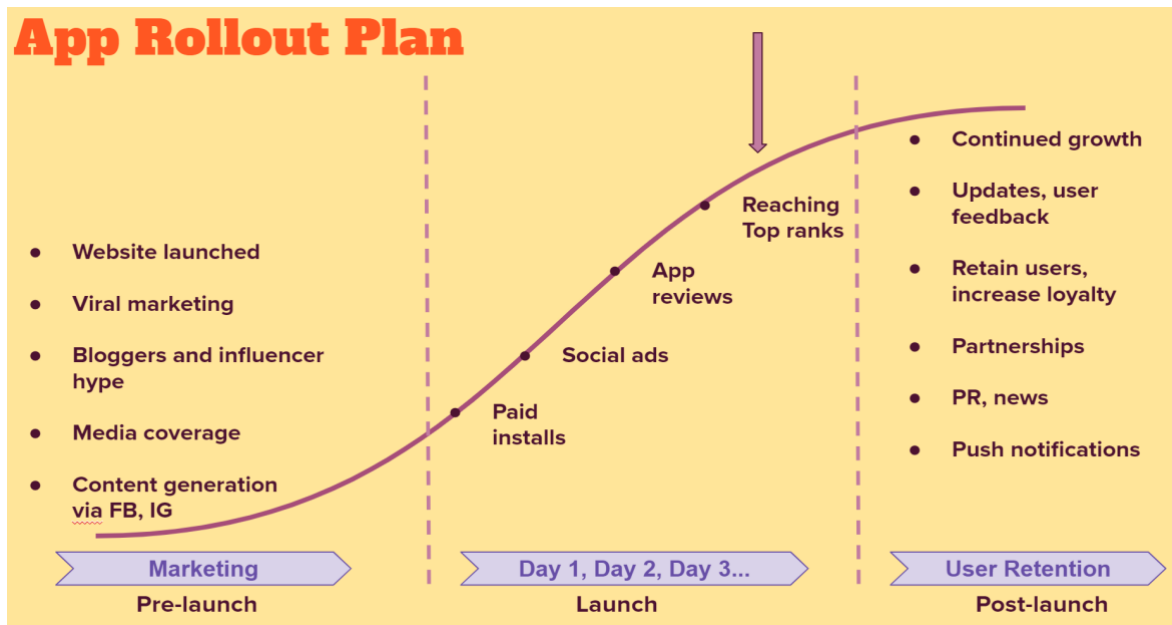 App Rollout Plan
Website launched
Viral marketing
Bloggers and influencer
hype
Media coverage
Content generation
via FB, IG
Paid
installs
Social ads
App
reviews
Reaching
Top ranks
Continued growth
Updates, user
feedback
Retain users,
increase loyalty
Partnerships
PR, news
Push notifications
Marketing
Pre-launch
Day 1, Day 2, Day 3...
Launch
User Retention
Post-launch